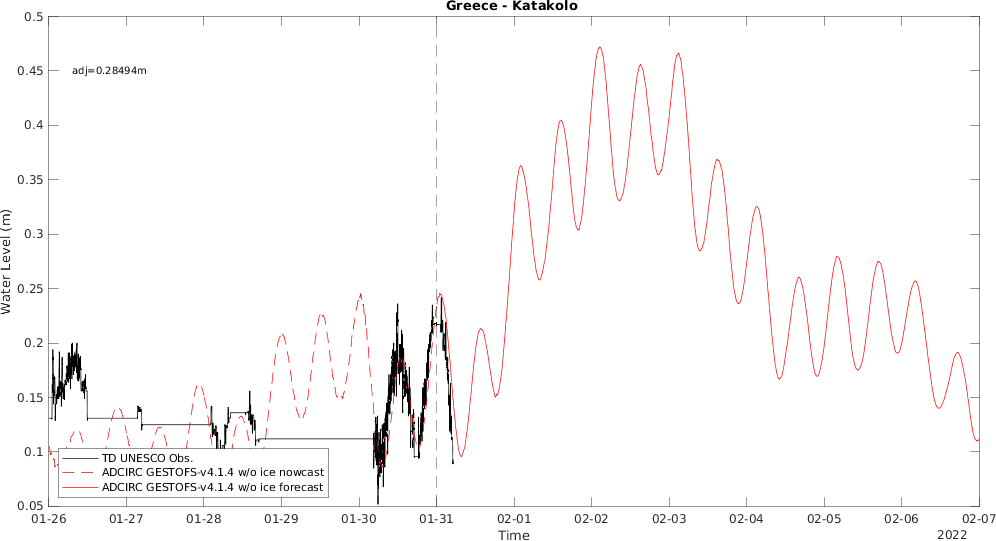 Greece - Katakolo
0.5
0.45
0.4
0.35
0.3
0.25
0.2
0.15
0.1
0.05
Water Level (m)
adj=0.28494m
TD UNESCO Obs.
ADCIRC GESTOFS-v4.1.4 w/o ice nowcast
ADCIRC GESTOFS-v4.1.4 w/o ice forecast
01-26 01-27 01-28 01-29 01-30 01-31 02-01 02-02 02-03 02-04 02-05 02-06 02-07
Time
2022